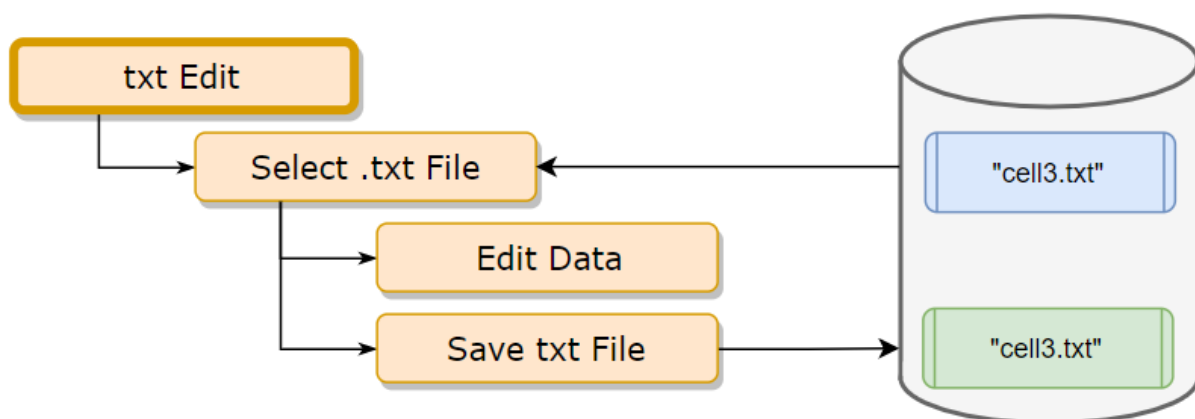 txt Edit
Select .txt File
"cell3.txt"
Edit Data
Save txt File
"cell3.txt"